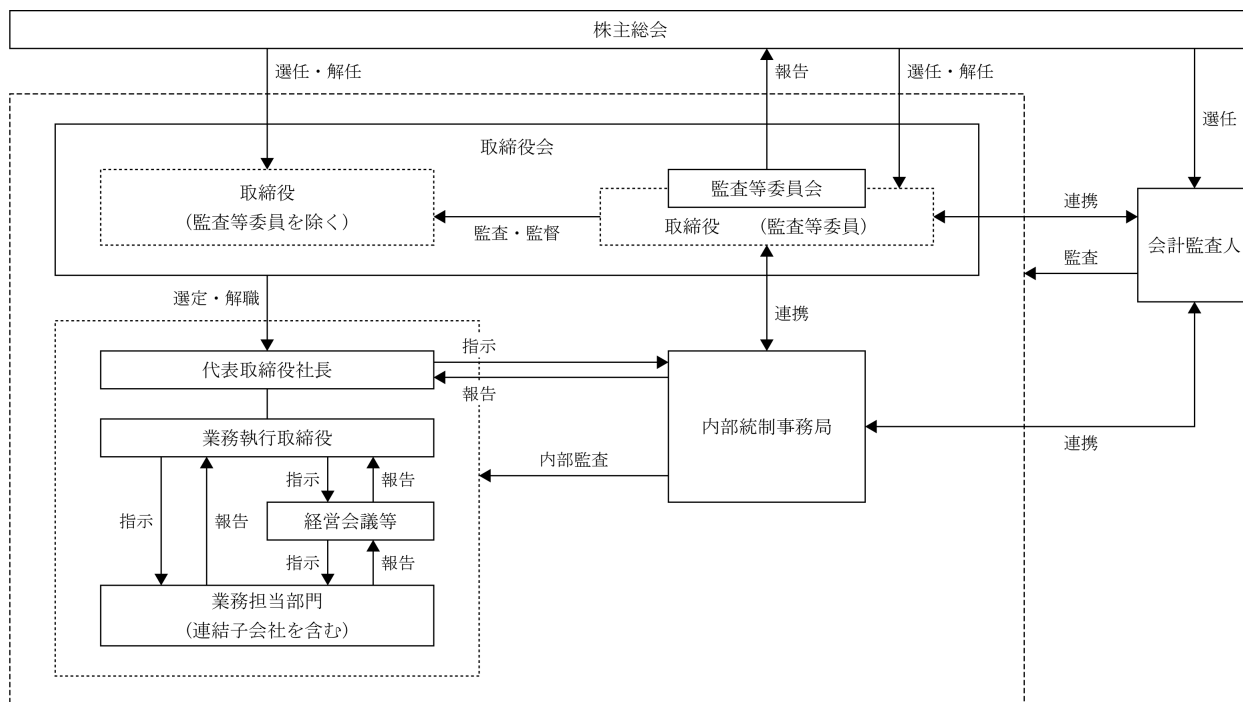 株主総会
選任・解任
報告
選任・解任
選任
取締役会
取締役
（監査等委員を除く）
監査等委員会
取締役　（監査等委員）
監査・監督
連携
監査
会計監査人
選定・解職
連携
代表取締役社長
指示
報告
内部統制事務局
連携
業務執行取締役
内部監査
指示
報告
指示
報告
経営会議等
指示
報告
業務担当部門
（連結子会社を含む）